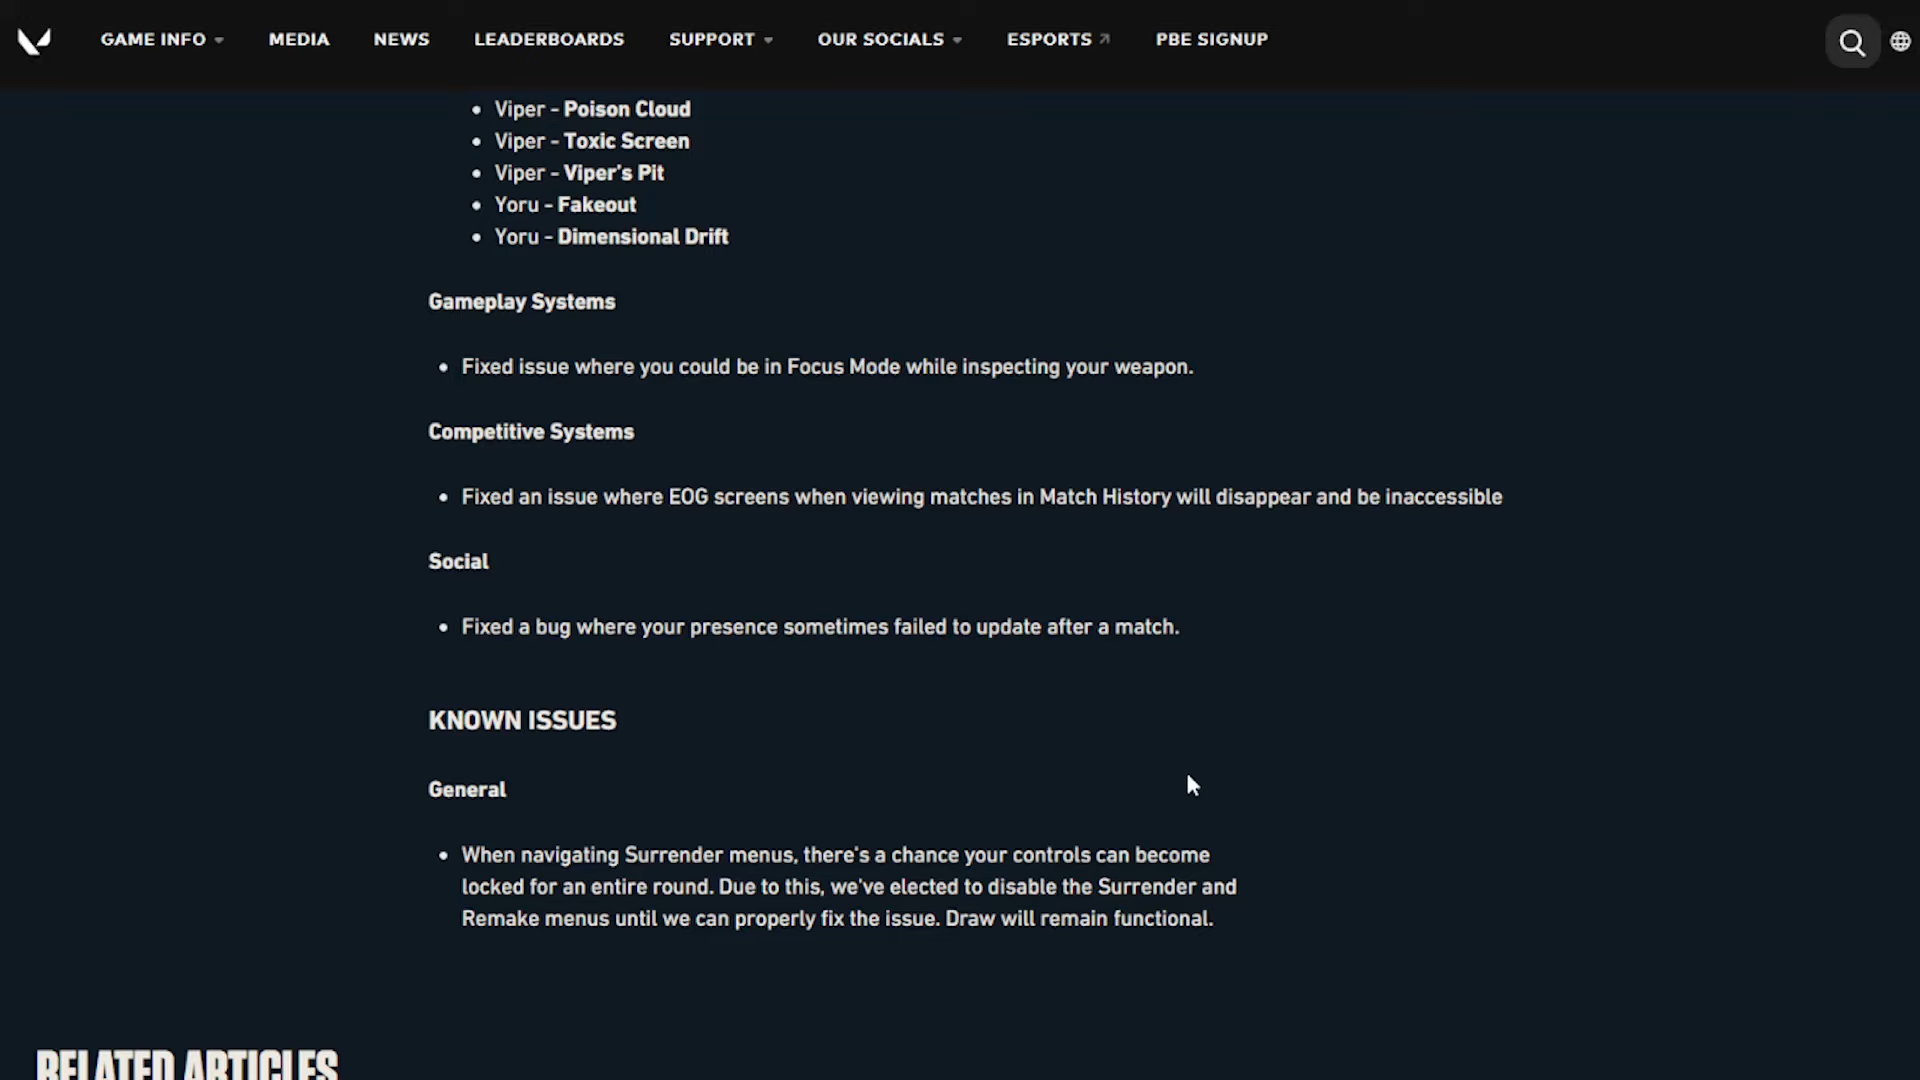 GAME INFO MEDIA NEWS LEADERBOARDS SUPPORT OUR SOCIALS ESPORTS PBE SIGNUP
• Viper - Poison Cloud
• Viper - Toxic Screen
• Viper - Viper's Pit
• Yoru - Fakeout
• Yoru - Dimensional Drift
Gameplay Systems
• Fixed issue where you could be in Focus Mode while inspecting your weapon.
Competitive Systems
• Fixed an issue where EOG screens when viewing matches in Match History will disappear and be inaccessible
Social
• Fixed a bug where your presence sometimes failed to update after a match.
KNOWN ISSUES
General
• When navigating Surrender menus, there's a chance your controls can become
locked for an entire round. Due to this, we've elected to disable the Surrender and
Remake menus until we can properly fix the issue. Draw will remain functional.
RELATED ARTICLES